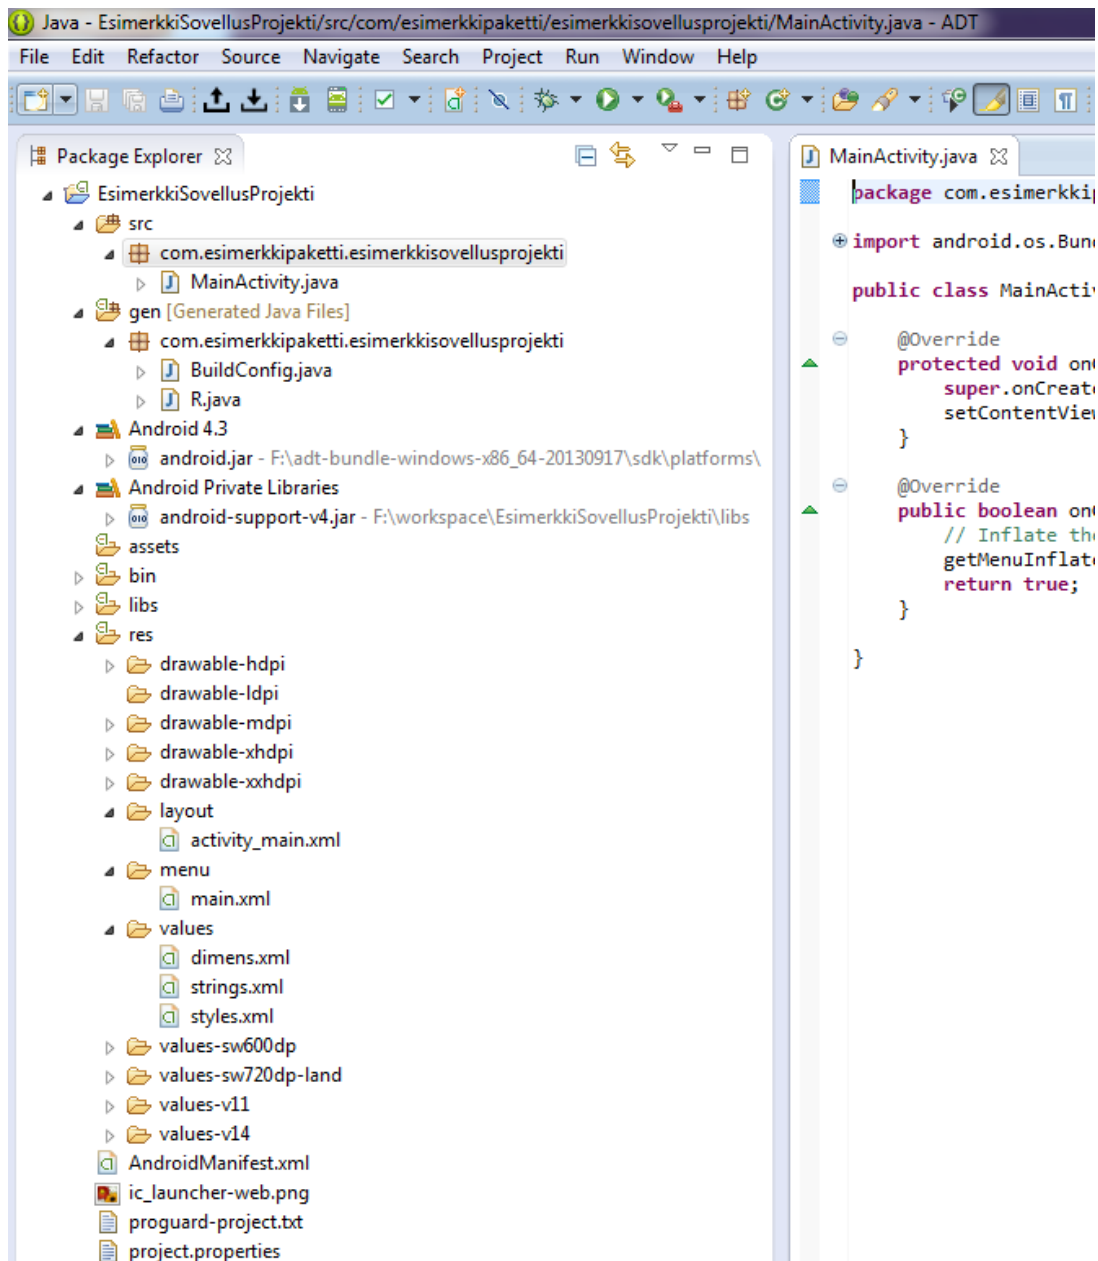 Java - EsimerkkiSovellusProjekti/src/com/esimerkkipaketti/esimerkkisovellusprojekti/MainActivity.java - ADT
File Edit Refactor Source Navigate Search Project Run Window Help
Package Explorer
EsimerkkiSovellusProjekti
src
com.esimerkkipaketti.esimerkkisovellusprojekti
MainActivity.java
gen [Generated Java Files]
com.esimerkkipaketti.esimerkkisovellusprojekti
BuildConfig.java
R.java
Android 4.3
android.jar - F:\adt-bundle-windows-x86_64-20130917\sdk\platforms\
Android Private Libraries
android-support-v4.jar - F:\workspace\EsimerkkiSovellusProjekti\libs
assets
bin
libs
res
drawable-hdpi
drawable-ldpi
drawable-mdpi
drawable-xhdpi
drawable-xxhdpi
layout
activity_main.xml
menu
main.xml
values
dimens.xml
strings.xml
styles.xml
values-sw600dp
values-sw720dp-land
values-v11
values-v14
AndroidManifest.xml
ic_launcher-web.png
proguard-project.txt
project.properties
MainActivity.java
package com.esimerkki
import android.os.Bun
public class MainActi
@Override
protected void on
super.onCreat
setContentVie
}
@Override
public boolean on
// Inflate th
getMenuInflat
return true;
}
}